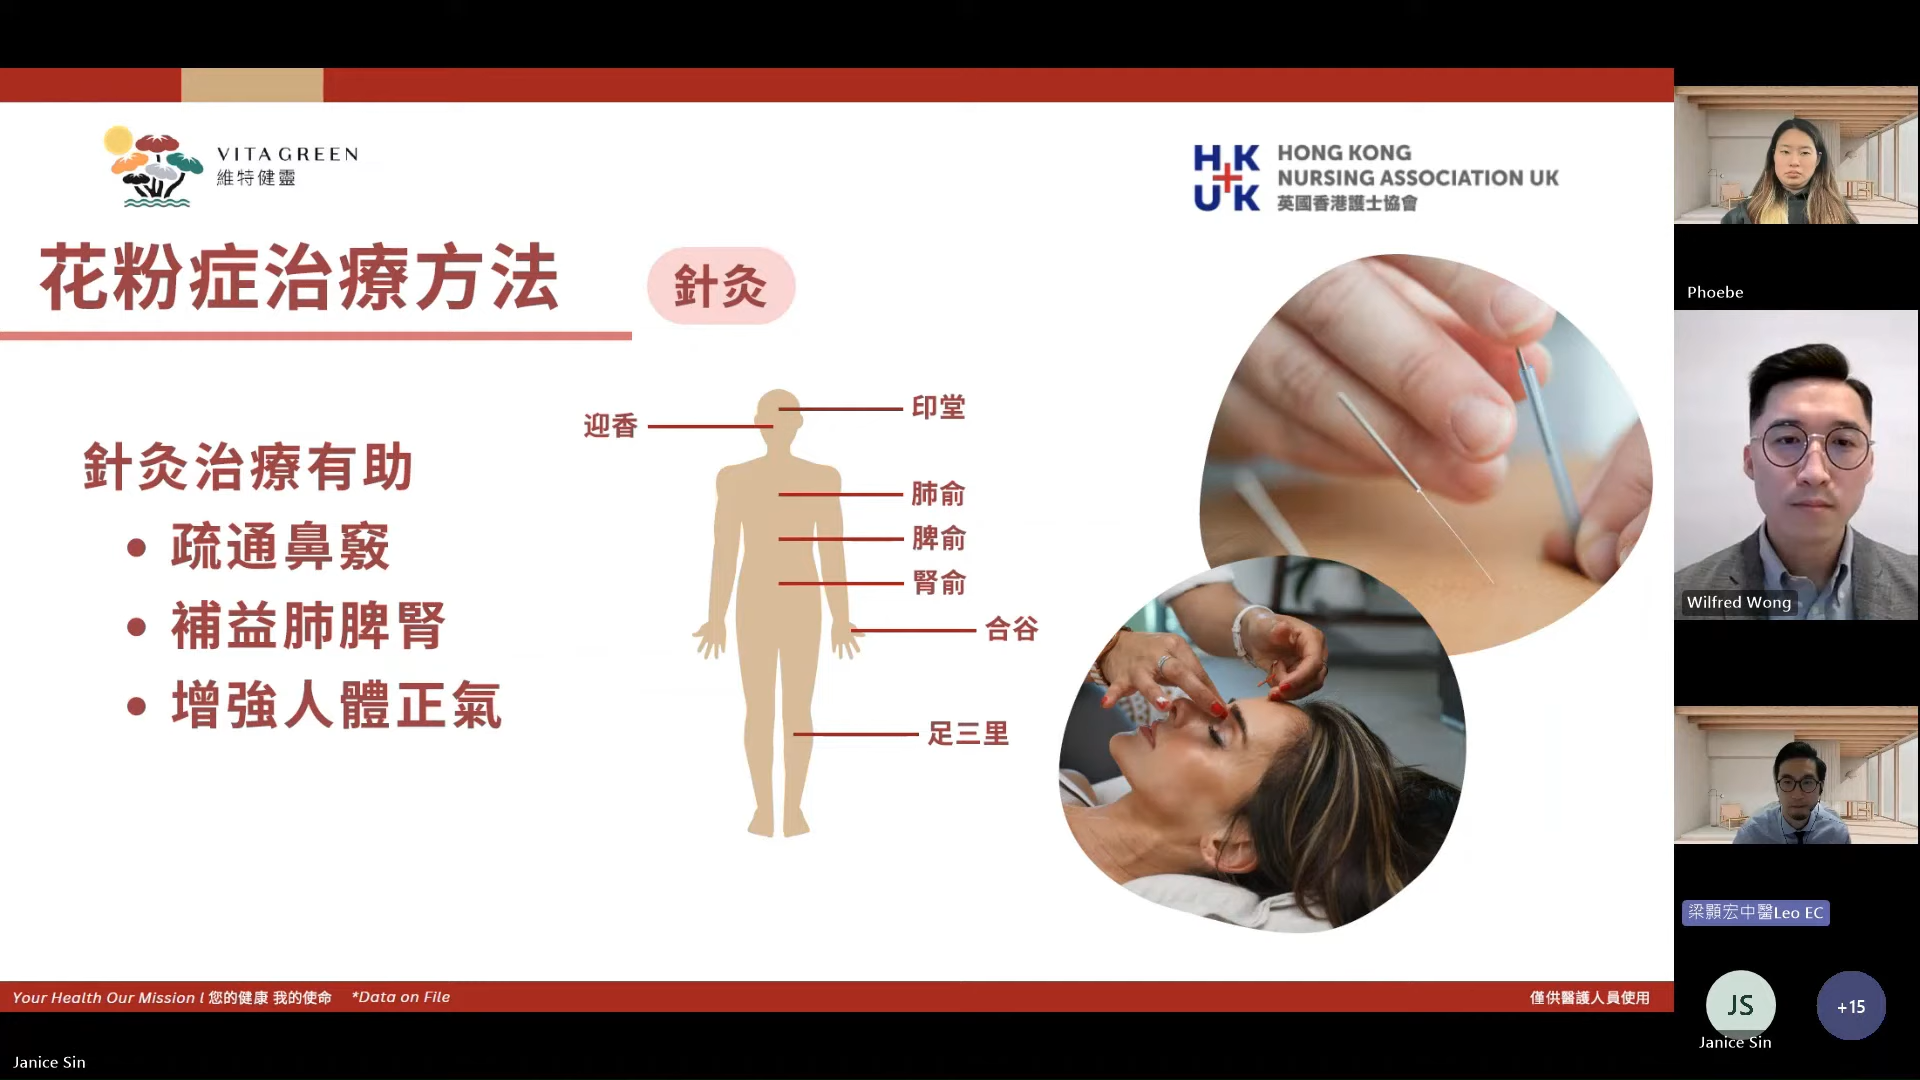 VITAGREEN
維特健靈
HK
UK
HONG KONG
NURSING ASSOCIATION UK
英國香港護士協會
花粉症治療方法
針灸
針灸治療有助
• 疏通鼻竅
• 補益肺脾腎
• 增強人體正氣
迎香
印堂
肺俞
脾俞
腎俞
合谷
足三里
Your Health Our Mission l 您的健康 我的使命 *Data on File
僅供醫護人員使用
Janice Sin
Phoebe
Wilfred Wong
梁顥宏中醫Leo EC
JS
Janice Sin
+15